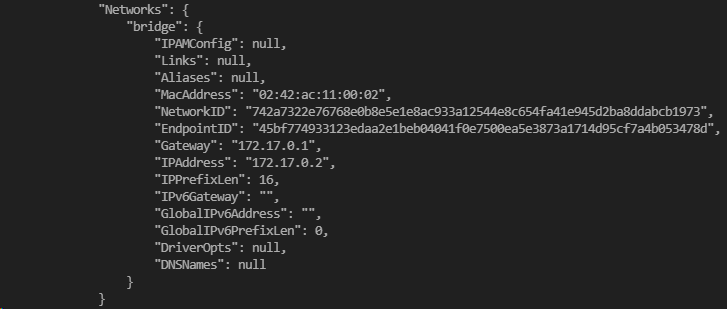 "Networks": {
"bridge": {
"IPAMConfig": null,
"Links": null,
"Aliases": null,
"MacAddress": "02:42:ac:11:00:02",
"NetworkID": "742a7322e76768e0b8e5e1e8ac933a12544e8c654fa41e945d2ba8ddabcb1973",
"EndpointID": "45bf774933123edaa2e1beb04041f0e7500ea5e3873a1714d95cf7a4b053478d",
"Gateway": "172.17.0.1",
"IPAddress": "172.17.0.2",
"IPPrefixLen": 16,
"IPv6Gateway": "",
"GlobalIPv6Address": "",
"GlobalIPv6PrefixLen": 0,
"DriverOpts": null,
"DNSNames": null
}
}